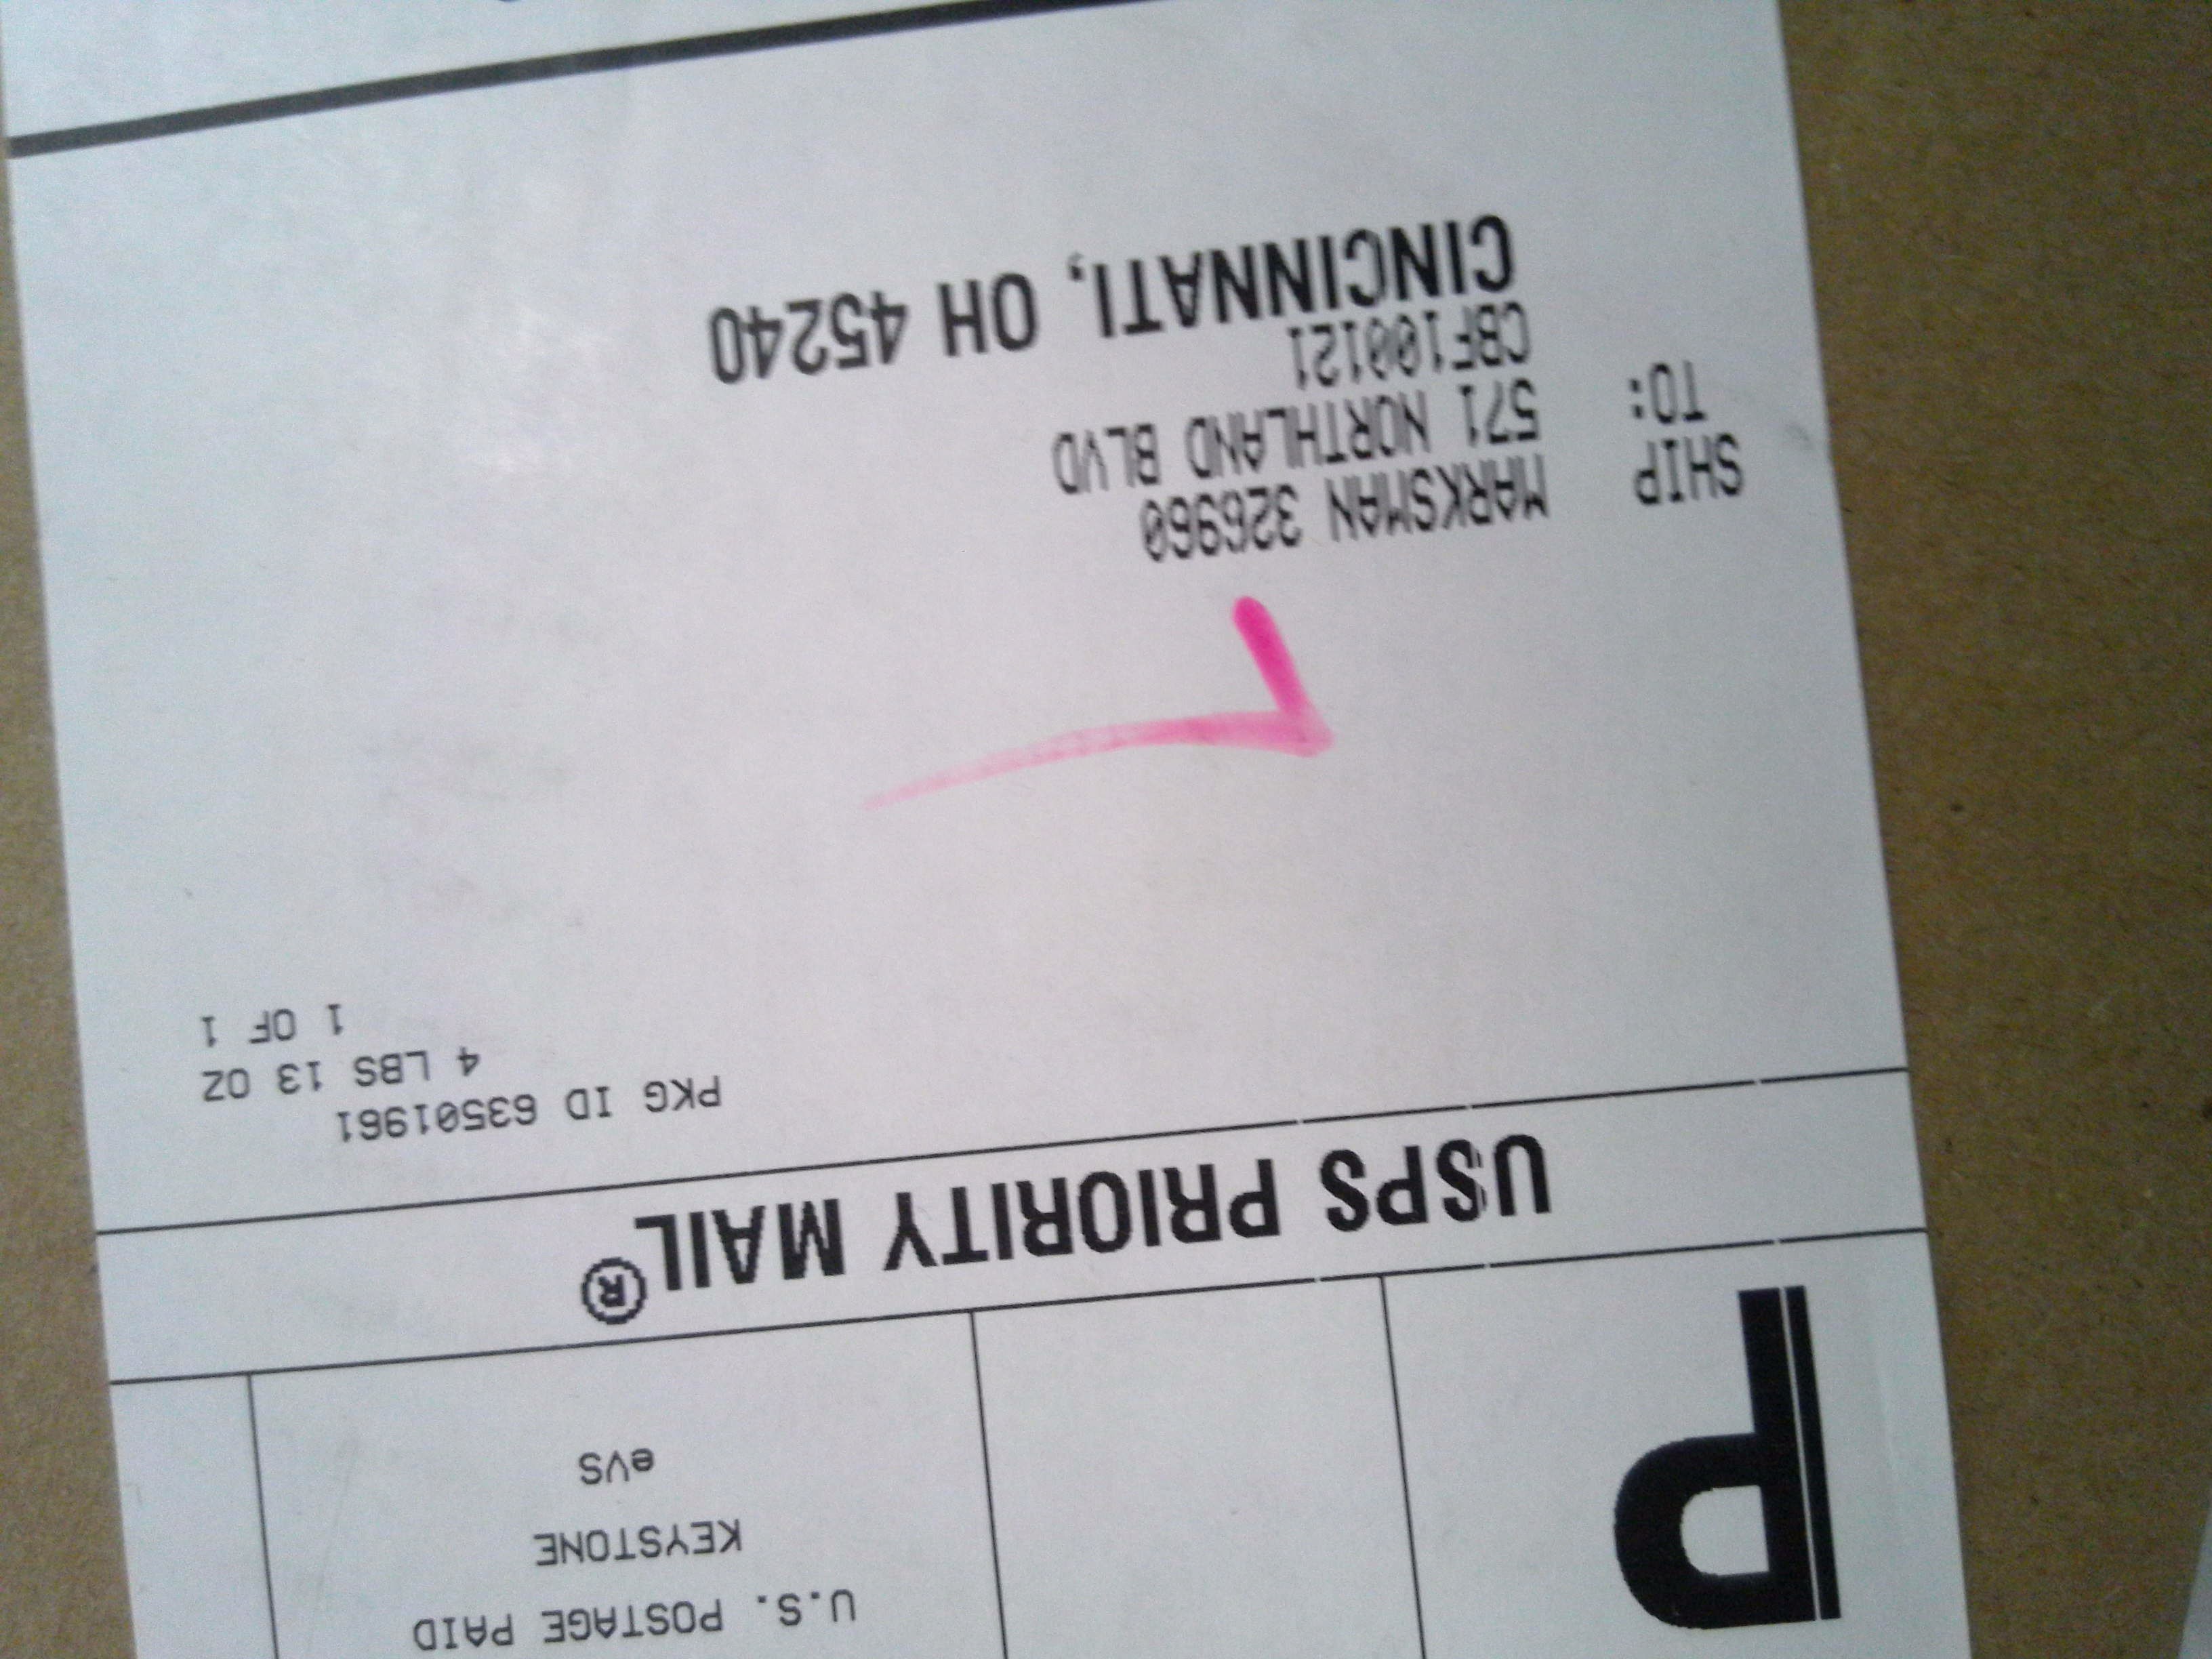 P
U.S. POSTAGE PAID
KEYSTONE
eVS
USPS PRIORITY MAIL®
PKG ID 63501961
4 LBS 13 OZ
1 OF 1
SHIP
TO:
MARKSMAN 326960
571 NORTHLAND BLVD
CBF100121
CINCINNATI, OH 45240